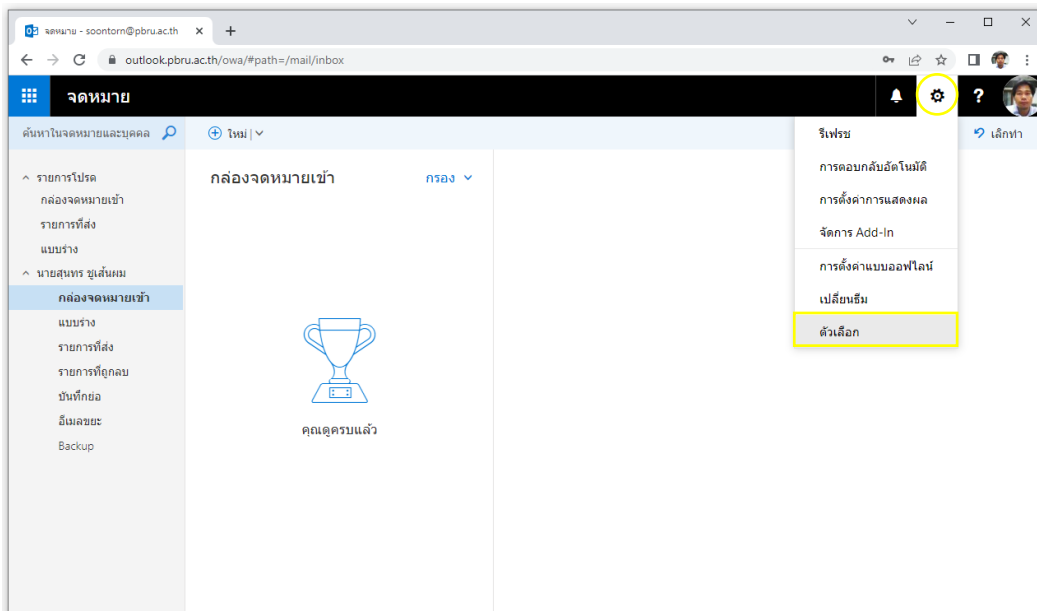 จดหมาย - soontorn@pbru.ac.th
outlook.pbru.ac.th/owa/#path=/mail/inbox
จดหมาย
?
ค้นหาในจดหมายและบุคคล
ใหม่ |
เลิกทำ
รายการโปรด
กล่องจดหมายเข้า
รายการที่ส่ง
แบบร่าง
นายสุนทร ชูเส้นผม
กล่องจดหมายเข้า
แบบร่าง
รายการที่ส่ง
รายการที่ถูกลบ
บันทึกย่อ
อีเมลขยะ
Backup
กล่องจดหมายเข้า
กรอง
คุณดูครบแล้ว
รีเฟรช
การตอบกลับอัตโนมัติ
การตั้งค่าการแสดงผล
จัดการ Add-In
การตั้งค่าแบบออฟไลน์
เปลี่ยนธีม
ตัวเลือก